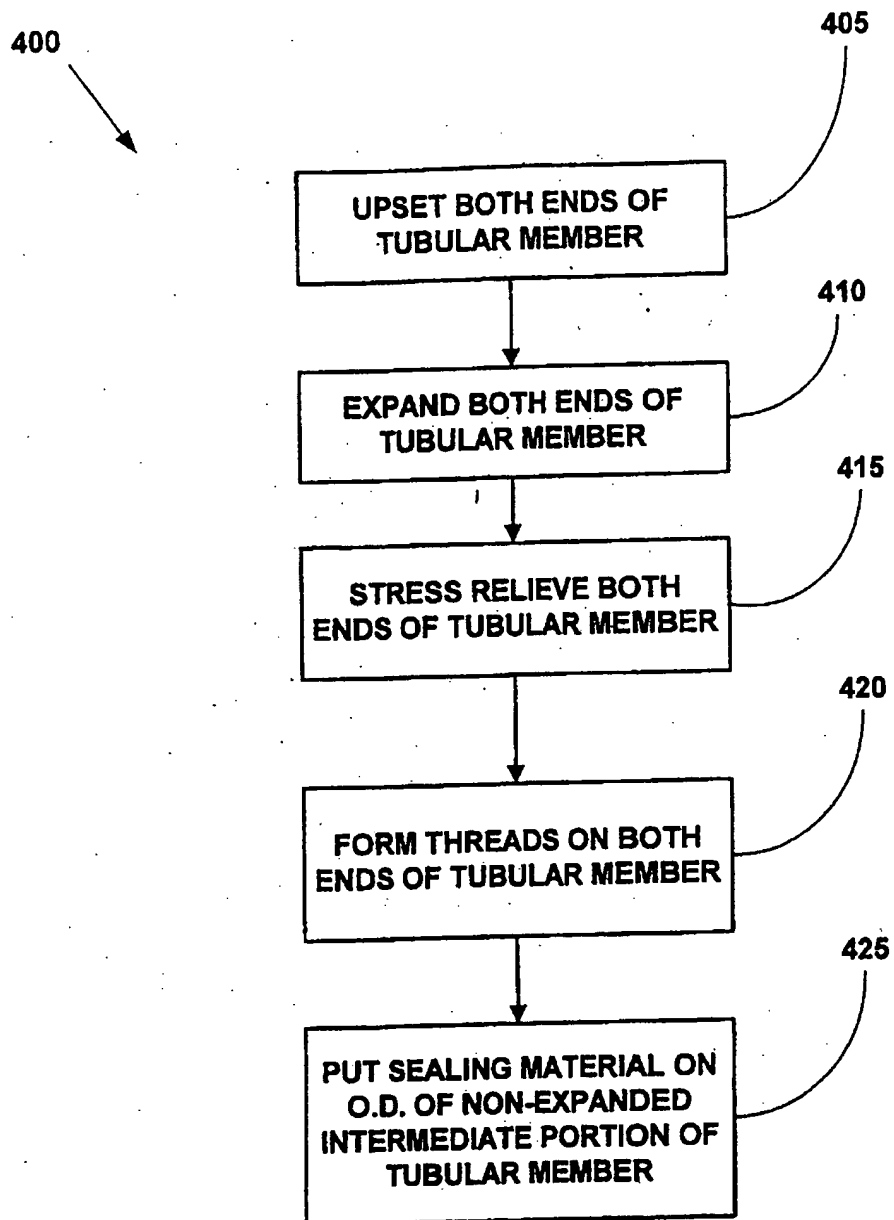 400
405
UPSET BOTH ENDS OF
TUBULAR MEMBER
410
EXPAND BOTH ENDS OF
TUBULAR MEMBER
415
STRESS RELIEVE BOTH
ENDS OF TUBULAR MEMBER
420
FORM THREADS ON BOTH
ENDS OF TUBULAR MEMBER
425
PUT SEALING MATERIAL ON
O.D. OF NON-EXPANDED
INTERMEDIATE PORTION OF
TUBULAR MEMBER